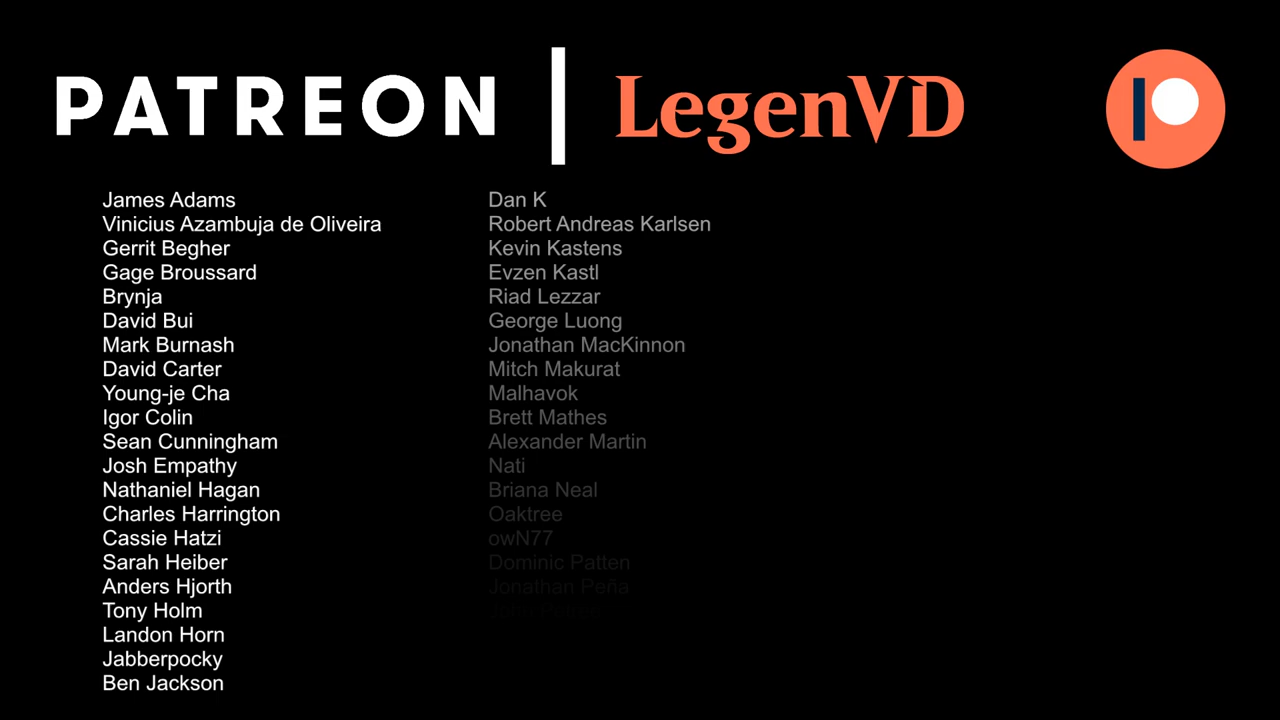 PATREON | LegenVD
James Adams
Vinicius Azambuja de Oliveira
Gerrit Begher
Gage Broussard
Brynja
David Bui
Mark Burnash
David Carter
Young-je Cha
Igor Colin
Sean Cunningham
Josh Empathy
Nathaniel Hagan
Charles Harrington
Cassie Hatzi
Sarah Heiber
Anders Hjorth
Tony Holm
Landon Horn
Jabberpocky
Ben Jackson
Dan K
Robert Andreas Karlsen
Kevin Kastens
Evzen Kastl
Riad Lezzar
George Luong
Jonathan MacKinnon
Mitch Makurat
Malhavok
Brett Mathes
Alexander Martin
Nati
Briana Neal
Oaktree
owN77
Dominic Patten
Jonathan Peña